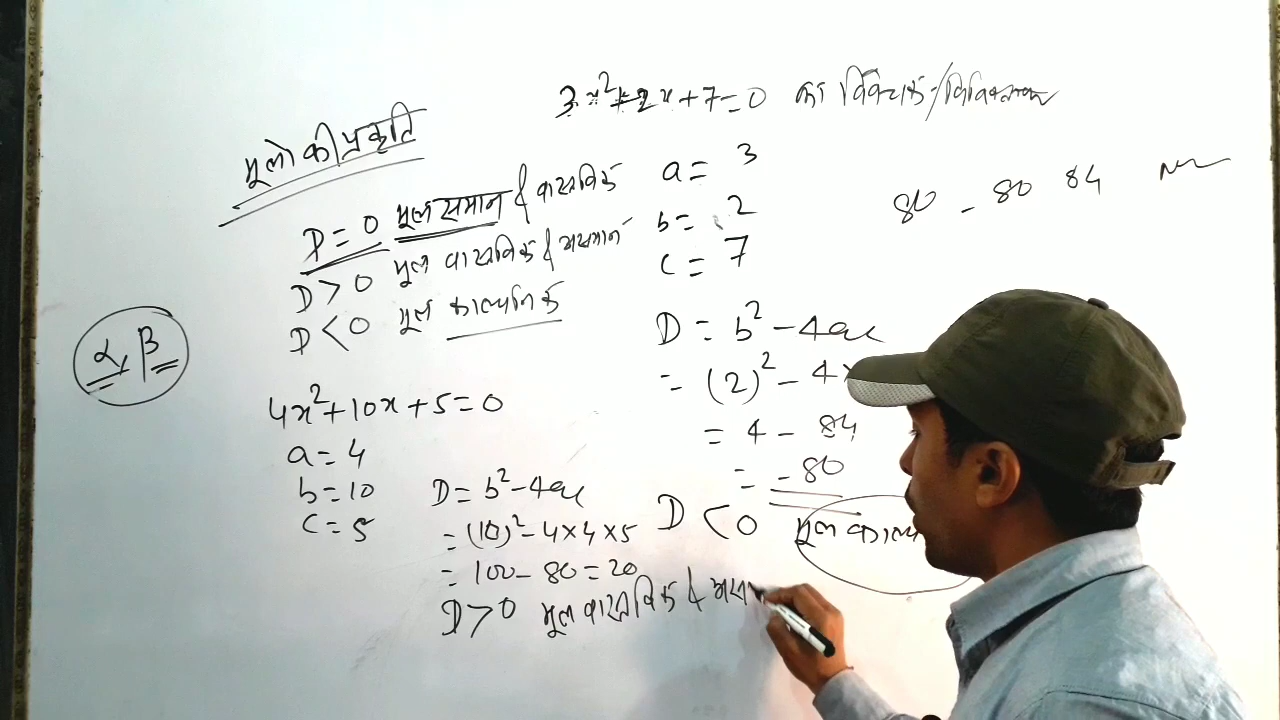 3x²+2x+7=0 का विविक्तकर/विविक्तकर
मूलो की प्रकृति
D=0 मूल समान & वास्तविक
D>0 मूल वास्तविक & असमान
D<0 मूल काल्पनिक
α, β
4x²+10x+5=0
a=4
b=10
c=5
D=b²-4ac
=(10)²-4×4×5
=100-80=20
D>0 मूल वास्तविक & अस
a=3
b=2
c=7
D=b²-4ac
=(2)²-4×
=4-84
=-80
D<0 मूल काल्प
80 -80 84